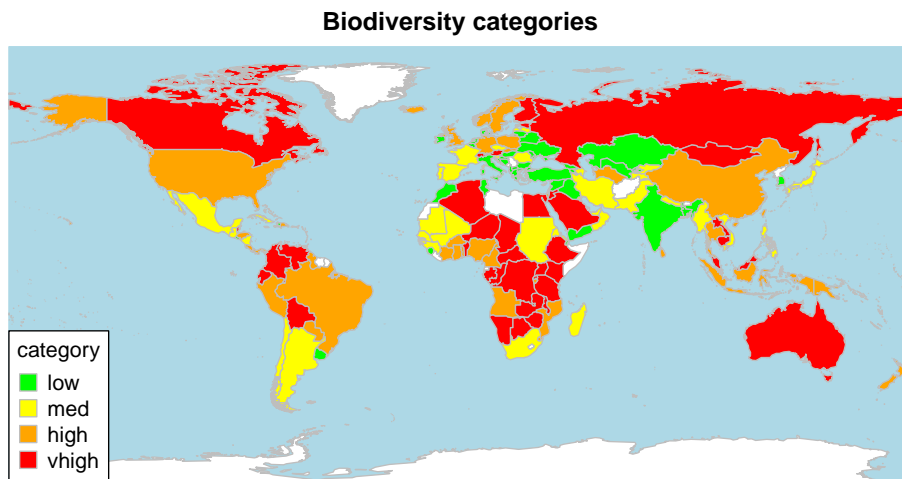 Biodiversity categories
category
low
med
high
vhigh